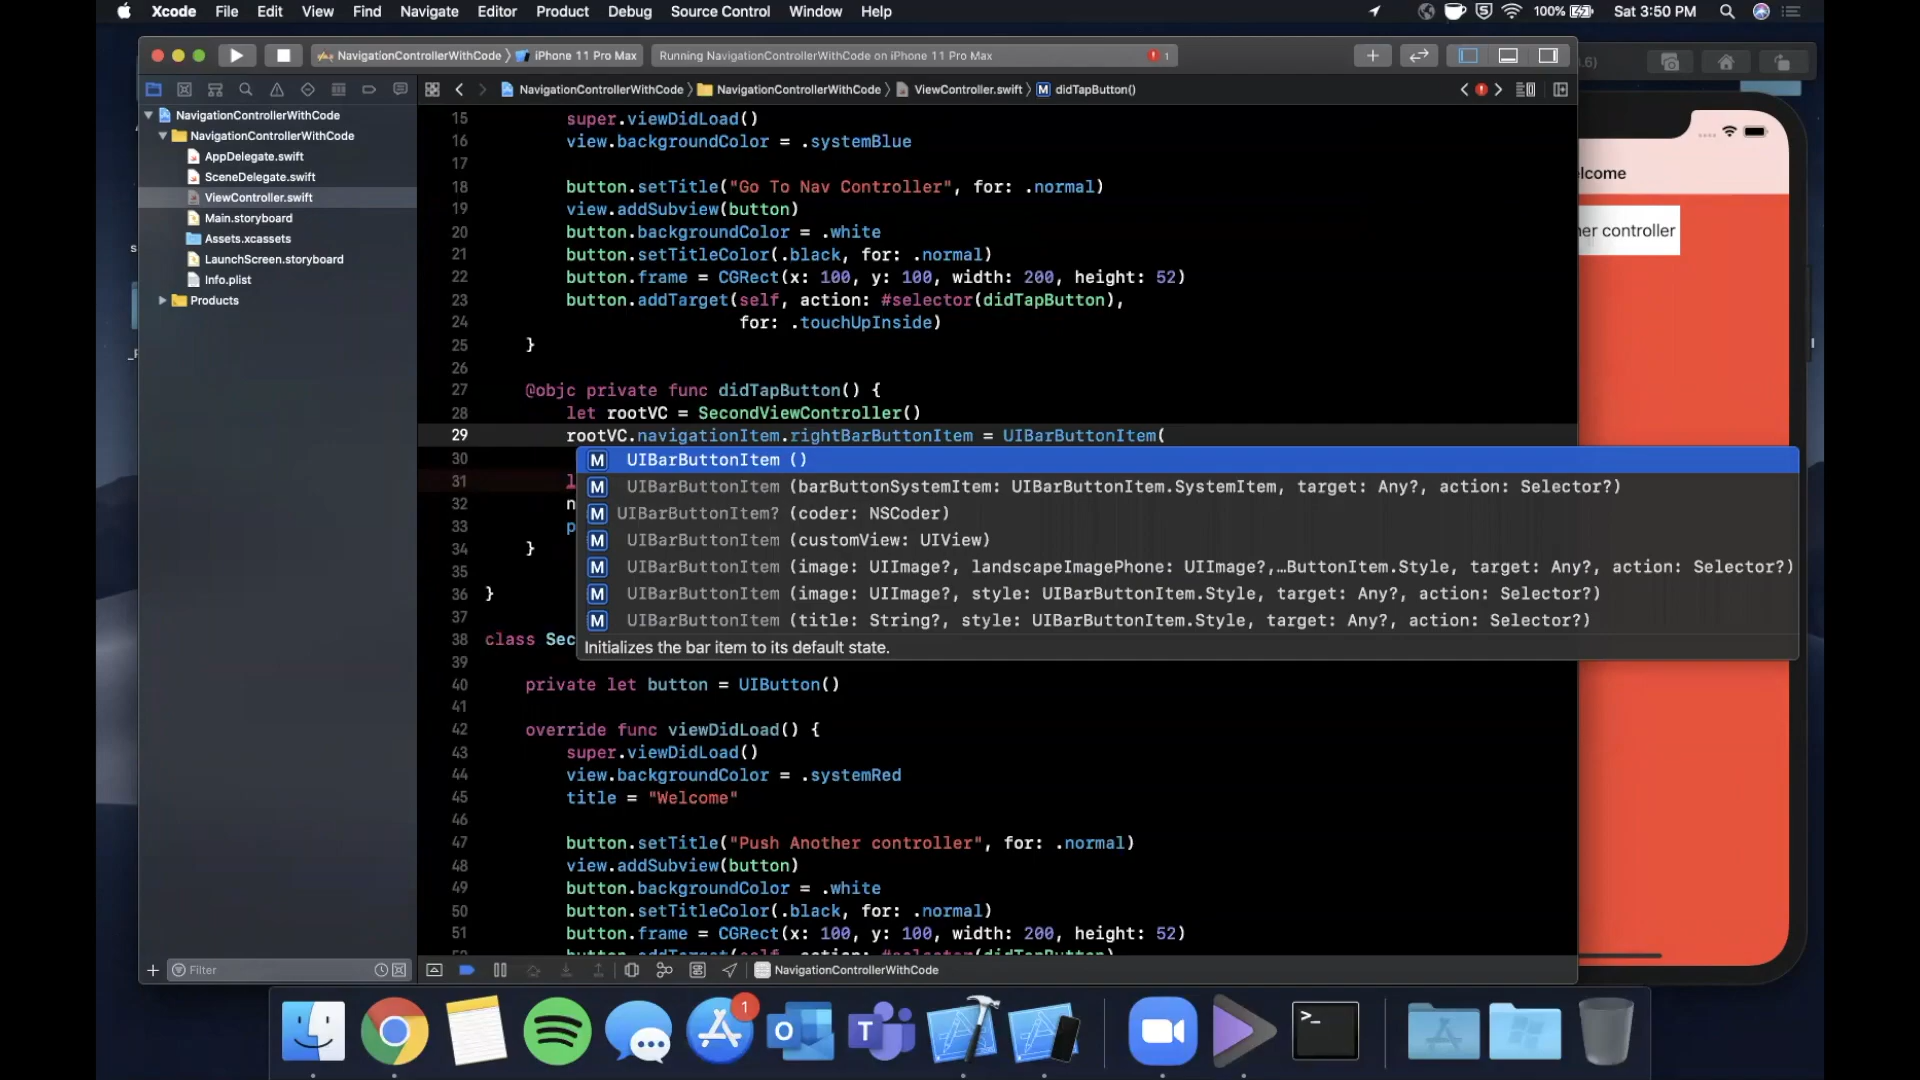 Xcode File Edit View Find Navigate Editor Product Debug Source Control Window Help 100% Sat 3:50 PM
NavigationControllerWithCode iPhone 11 Pro Max Running NavigationControllerWithCode on iPhone 11 Pro Max 1
NavigationControllerWithCode NavigationControllerWithCode ViewController.swift M didTapButton()
NavigationControllerWithCode
NavigationControllerWithCode
AppDelegate.swift
SceneDelegate.swift
ViewController.swift
Main.storyboard
Assets.xcassets
LaunchScreen.storyboard
Info.plist
Products
Filter
15 super.viewDidLoad()
16 view.backgroundColor = .systemBlue
17
18 button.setTitle("Go To Nav Controller", for: .normal)
19 view.addSubview(button)
20 button.backgroundColor = .white
21 button.setTitleColor(.black, for: .normal)
22 button.frame = CGRect(x: 100, y: 100, width: 200, height: 52)
23 button.addTarget(self, action: #selector(didTapButton),
24 for: .touchUpInside)
25 }
26
27 @objc private func didTapButton() {
28 let rootVC = SecondViewController()
29 rootVC.navigationItem.rightBarButtonItem = UIBarButtonItem(
30
31 l
32 n
33 p
34 }
35
36 }
37
38 class Sec
39
40 private let button = UIButton()
41
42 override func viewDidLoad() {
43 super.viewDidLoad()
44 view.backgroundColor = .systemRed
45 title = "Welcome"
46
47 button.setTitle("Push Another controller", for: .normal)
48 view.addSubview(button)
49 button.backgroundColor = .white
50 button.setTitleColor(.black, for: .normal)
51 button.frame = CGRect(x: 100, y: 100, width: 200, height: 52)
M UIBarButtonItem ()
M UIBarButtonItem (barButtonSystemItem: UIBarButtonItem.SystemItem, target: Any?, action: Selector?)
M UIBarButtonItem? (coder: NSCoder)
M UIBarButtonItem (customView: UIView)
M UIBarButtonItem (image: UIImage?, landscapeImagePhone: UIImage?,…ButtonItem.Style, target: Any?, action: Selector?)
M UIBarButtonItem (image: UIImage?, style: UIBarButtonItem.Style, target: Any?, action: Selector?)
M UIBarButtonItem (title: String?, style: UIBarButtonItem.Style, target: Any?, action: Selector?)
Initializes the bar item to its default state.
NavigationControllerWithCode
.6)
lcome
her controller
1